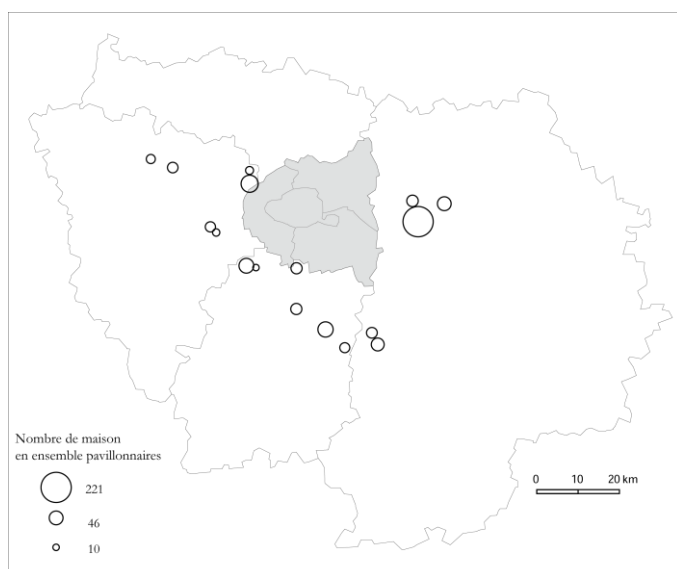 Nombre de maison
en ensemble pavillonnaires
221
46
10
0 10 20 km